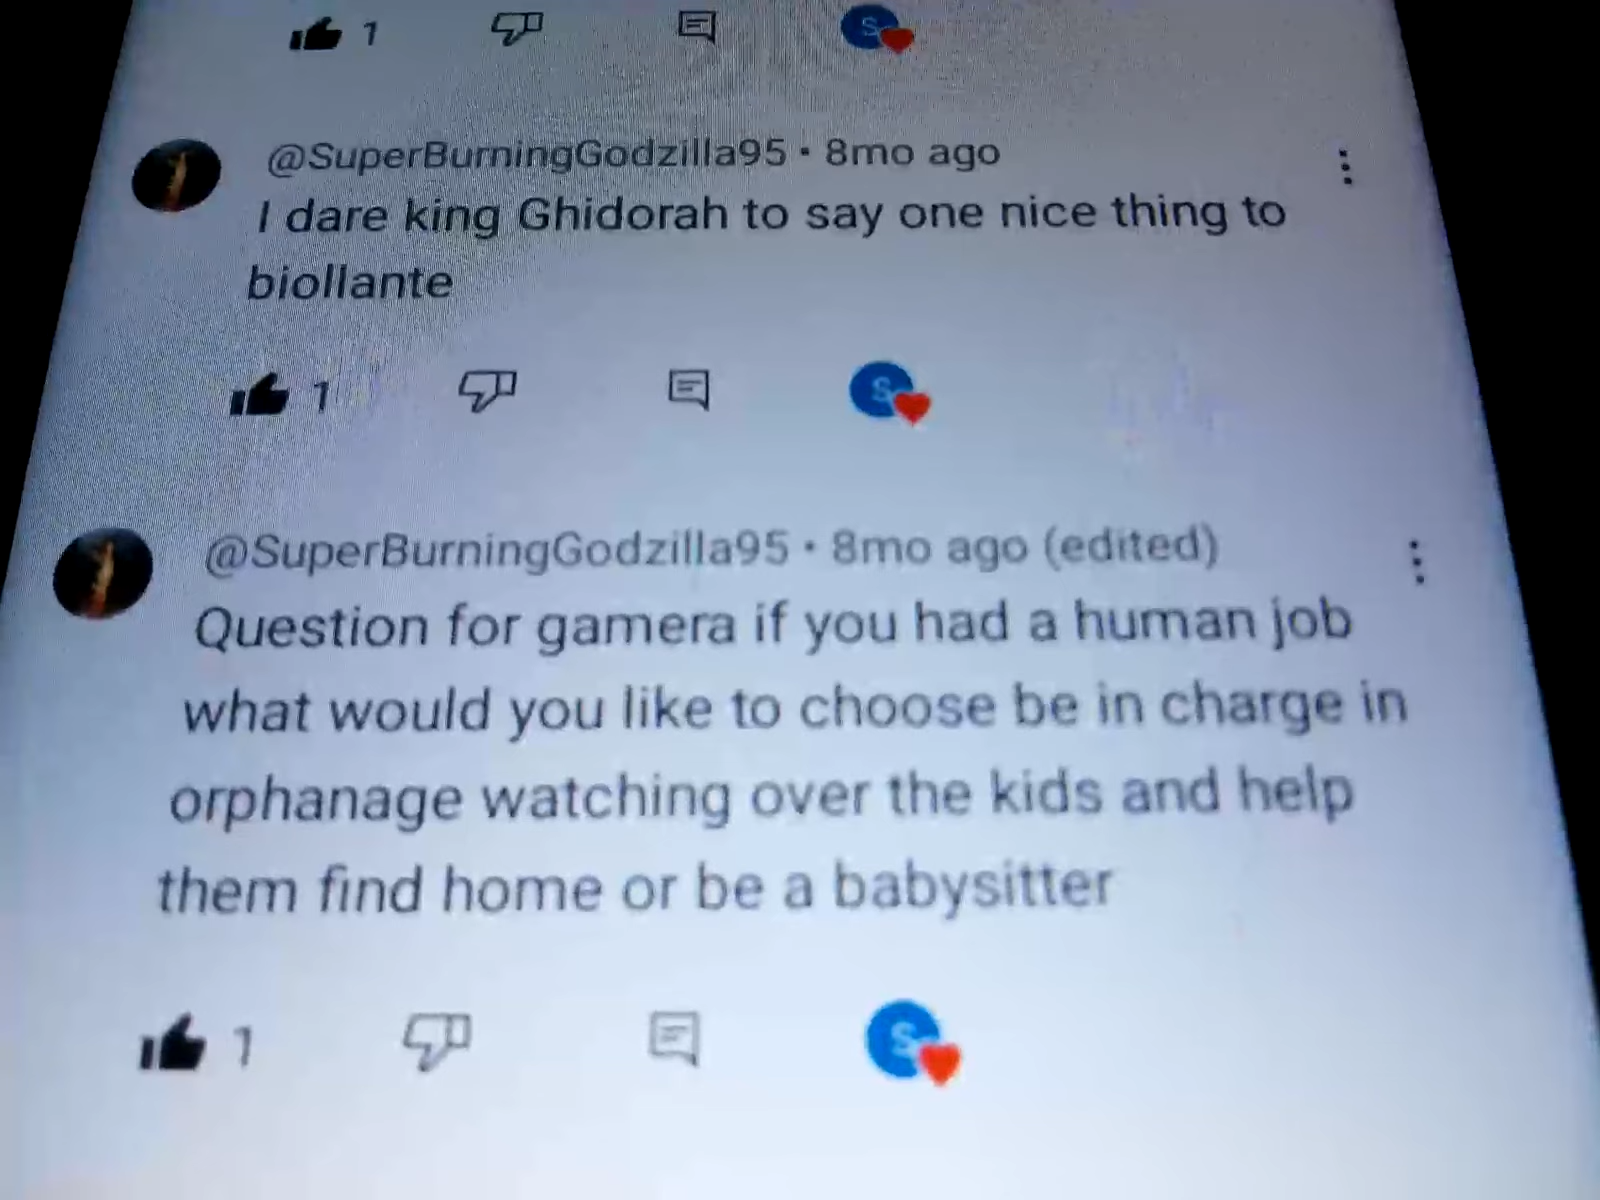 1
S
@SuperBurningGodzilla95 · 8mo ago
I dare king Ghidorah to say one nice thing to
biollante
1
S
@SuperBurningGodzilla95 · 8mo ago (edited)
Question for gamera if you had a human job
what would you like to choose be in charge in
orphanage watching over the kids and help
them find home or be a babysitter
1
S